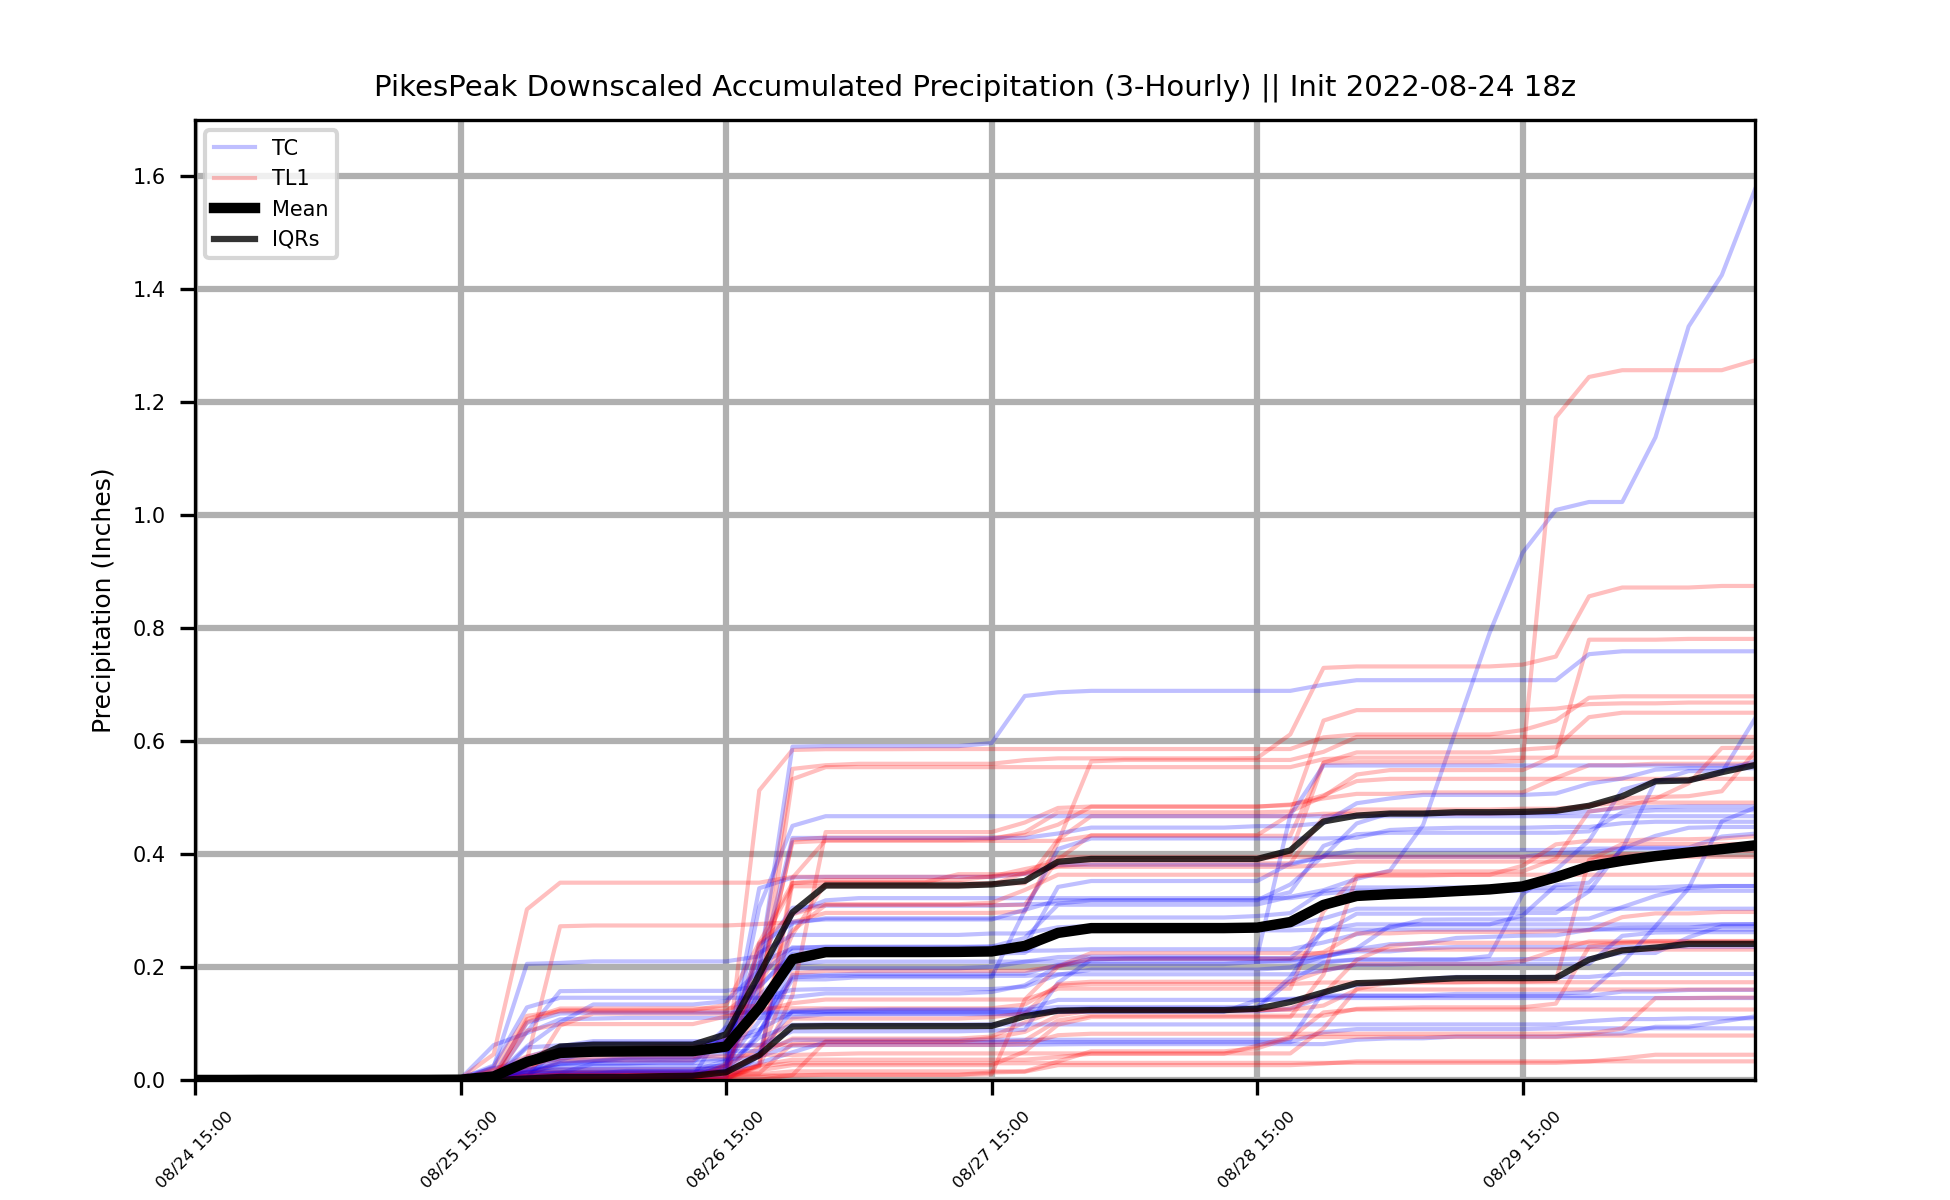 PikesPeak Downscaled Accumulated Precipitation (3-Hourly) || Init 2022-08-24 18z
TC
TL1
Mean
IQRs
Precipitation (Inches)
1.6
1.4
1.2
1.0
0.8
0.6
0.4
0.2
0.0
08/24 15:00
08/25 15:00
08/26 15:00
08/27 15:00
08/28 15:00
08/29 15:00